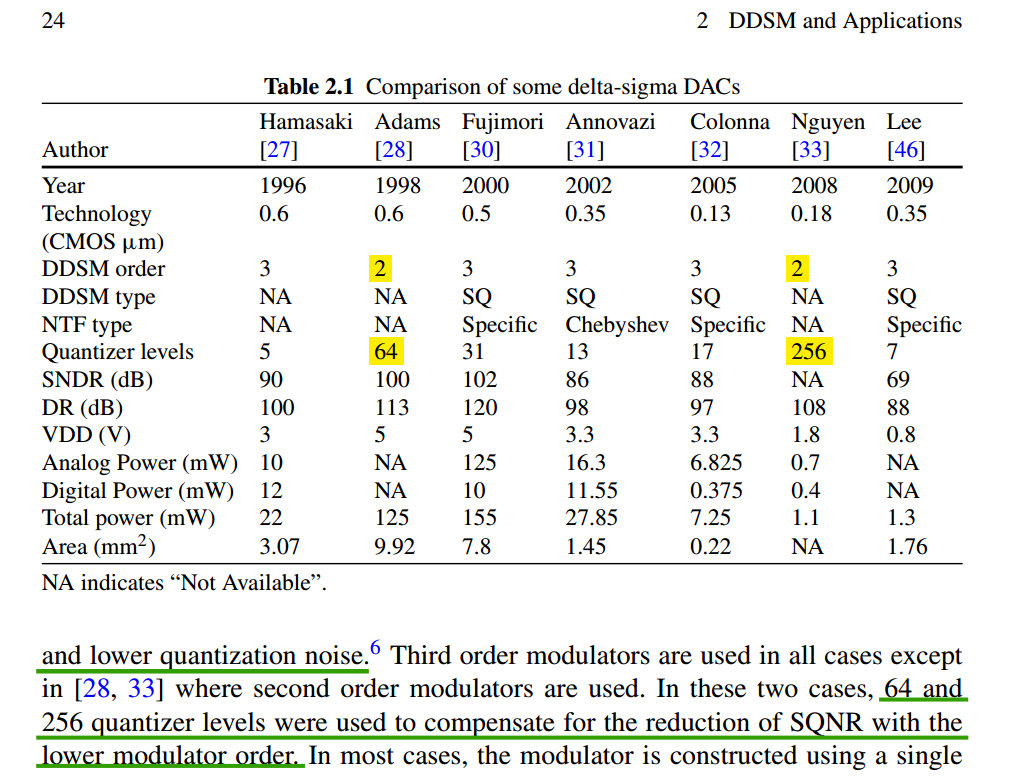 24 2 DDSM and Applications
Table 2.1 Comparison of some delta-sigma DACs
Hamasaki Adams Fujimori Annovazi Colonna Nguyen Lee
Author [27] [28] [30] [31] [32] [33] [46]
Year 1996 1998 2000 2002 2005 2008 2009
Technology 0.6 0.6 0.5 0.35 0.13 0.18 0.35
(CMOS μm)
DDSM order 3 2 3 3 3 2 3
DDSM type NA NA SQ SQ SQ NA SQ
NTF type NA NA Specific Chebyshev Specific NA Specific
Quantizer levels 5 64 31 13 17 256 7
SNDR (dB) 90 100 102 86 88 NA 69
DR (dB) 100 113 120 98 97 108 88
VDD (V) 3 5 5 3.3 3.3 1.8 0.8
Analog Power (mW) 10 NA 125 16.3 6.825 0.7 NA
Digital Power (mW) 12 NA 10 11.55 0.375 0.4 NA
Total power (mW) 22 125 155 27.85 7.25 1.1 1.3
Area (mm²) 3.07 9.92 7.8 1.45 0.22 NA 1.76
NA indicates “Not Available”.
and lower quantization noise.⁶ Third order modulators are used in all cases except
in [28, 33] where second order modulators are used. In these two cases, 64 and
256 quantizer levels were used to compensate for the reduction of SQNR with the
lower modulator order. In most cases, the modulator is constructed using a single